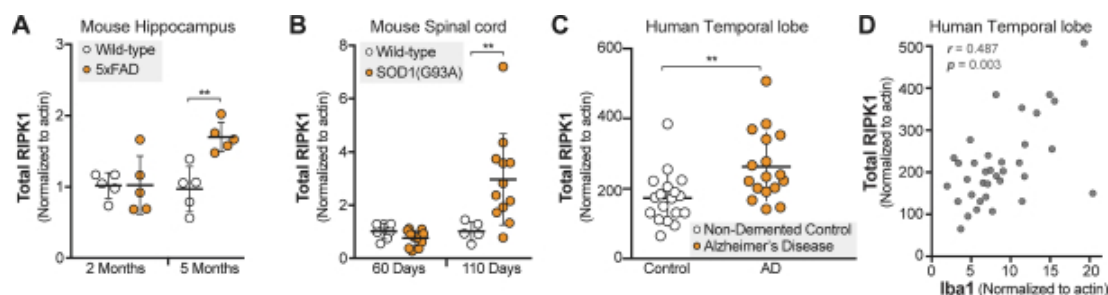 A
Mouse Hippocampus
Wild-type
5xFAD
**
Total RIPK1
(Normalized to actin)
3
2
1
0
2 Months
5 Months
B
Mouse Spinal cord
Wild-type
SOD1(G93A)
**
Total RIPK1
(Normalized to actin)
8
6
4
2
0
60 Days
110 Days
C
Human Temporal lobe
**
Total RIPK1
(Normalized to actin)
600
400
200
0
Non-Demented Control
Alzheimer's Disease
Control
AD
D
Human Temporal lobe
r = 0.487
p = 0.003
Total RIPK1
(Normalized to actin)
500
400
300
200
100
0
0
5
10
15
20
Iba1 (Normalized to actin)